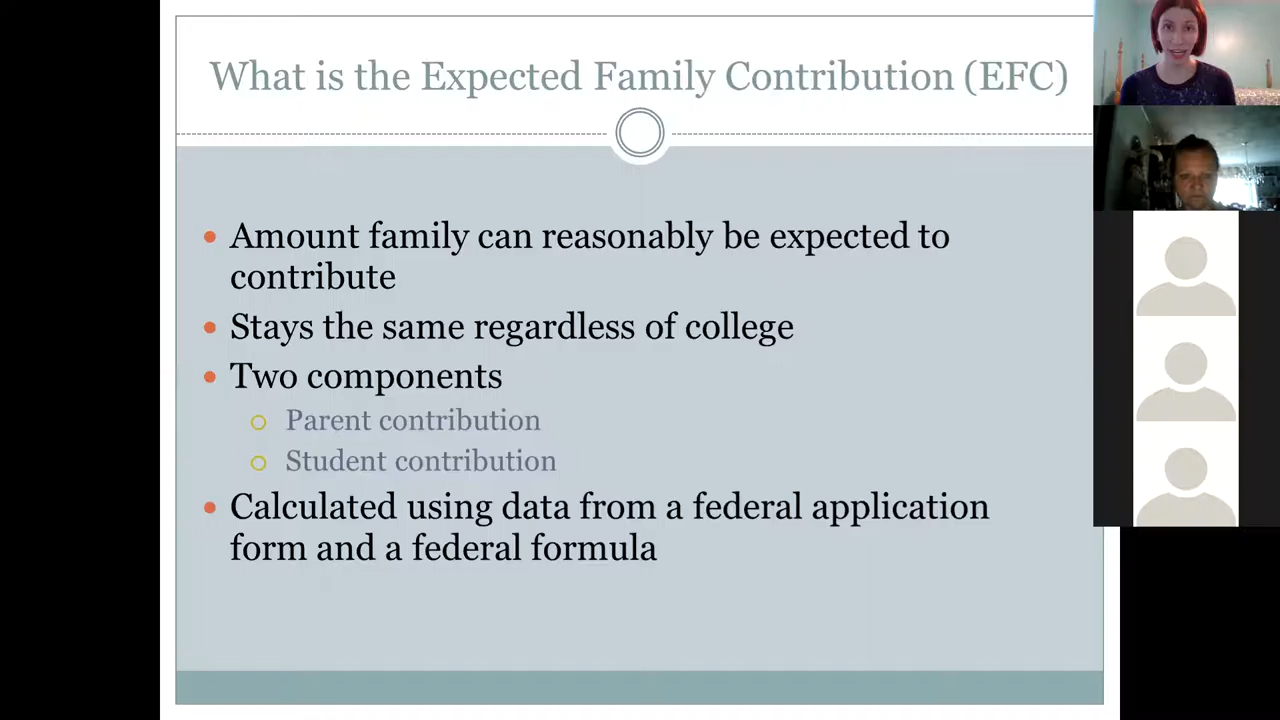 What is the Expected Family Contribution (EFC)
Amount family can reasonably be expected to
contribute
Stays the same regardless of college
Two components
Parent contribution
Student contribution
Calculated using data from a federal application
form and a federal formula